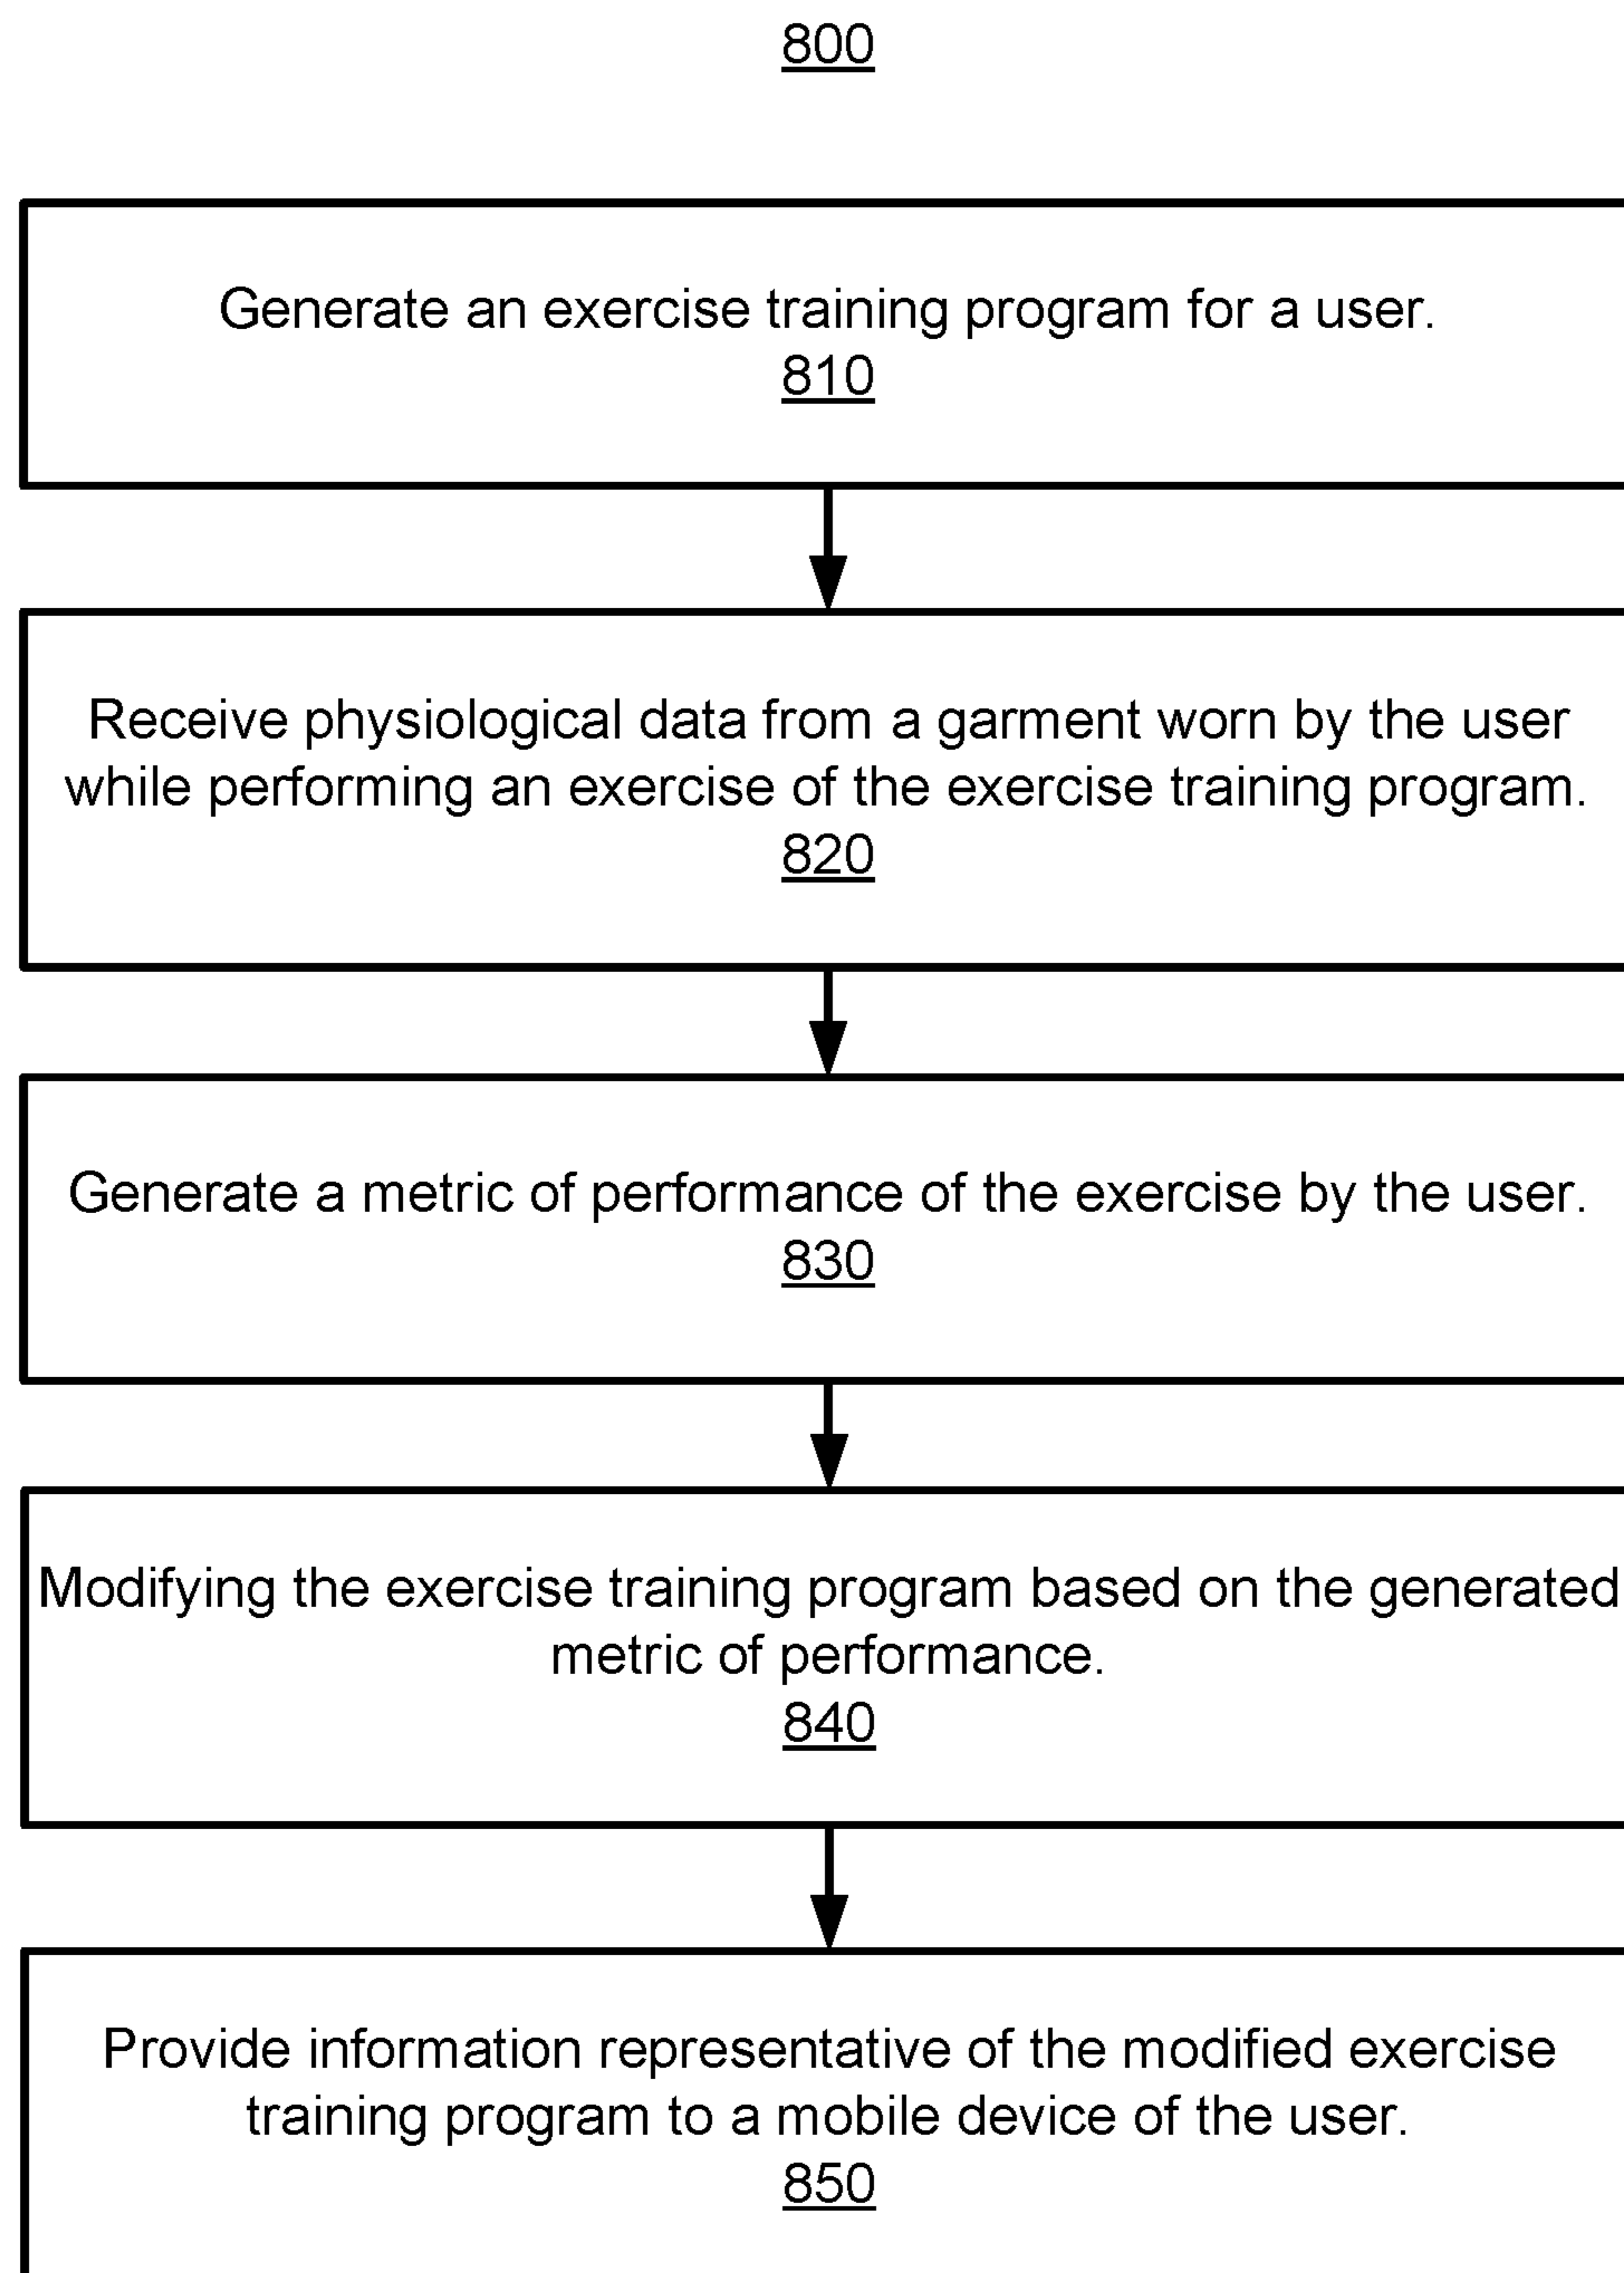 800
Generate an exercise training program for a user.
810
Receive physiological data from a garment worn by the user
while performing an exercise of the exercise training program.
820
Generate a metric of performance of the exercise by the user.
830
Modifying the exercise training program based on the generated
metric of performance.
840
Provide information representative of the modified exercise
training program to a mobile device of the user.
850